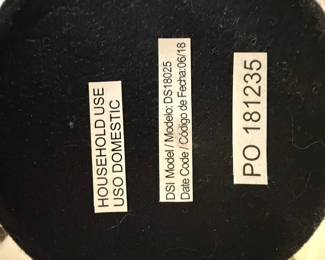 HOUSEHOLD USE
USO DOMESTIC
DSI Model / Modelo: DS18025
Date Code / Código de Fecha:06/18
PO 181235